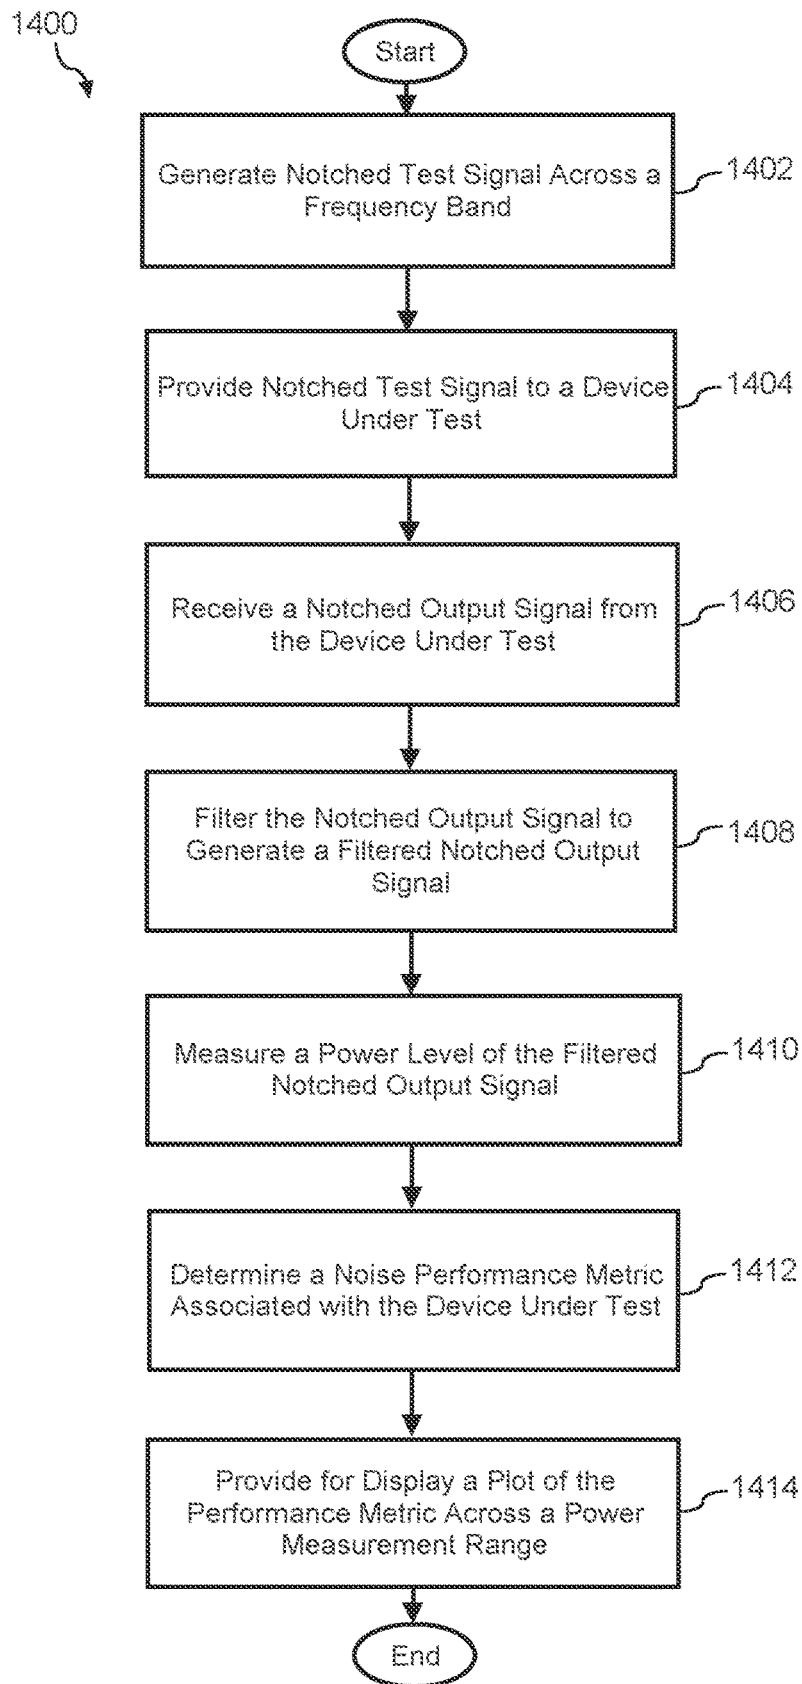 1400
Start
Generate Notched Test Signal Across a
Frequency Band
1402
Provide Notched Test Signal to a Device
Under Test
1404
Receive a Notched Output Signal from
the Device Under Test
1406
Filter the Notched Output Signal to
Generate a Filtered Notched Output
Signal
1408
Measure a Power Level of the Filtered
Notched Output Signal
1410
Determine a Noise Performance Metric
Associated with the Device Under Test
1412
Provide for Display a Plot of the
Performance Metric Across a Power
Measurement Range
1414
End